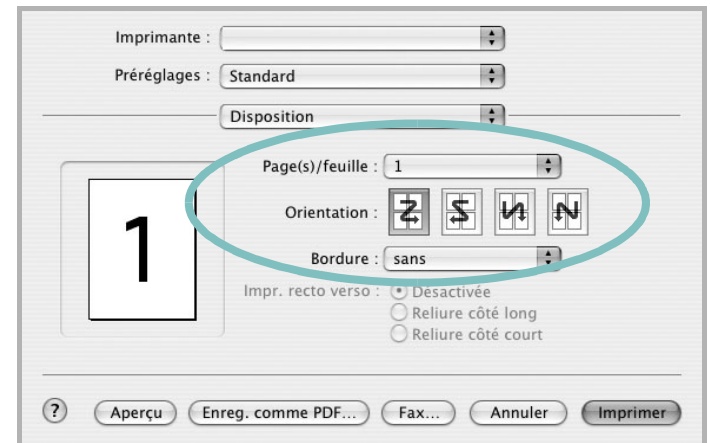 Imprimante :
Préréglages : Standard
Disposition
Page(s)/feuille : 1
1
Orientation :
Bordure : sans
Impr. recto verso : Désactivée
Reliure côté long
Reliure côté court
? Aperçu Enreg. comme PDF... Fax... Annuler Imprimer